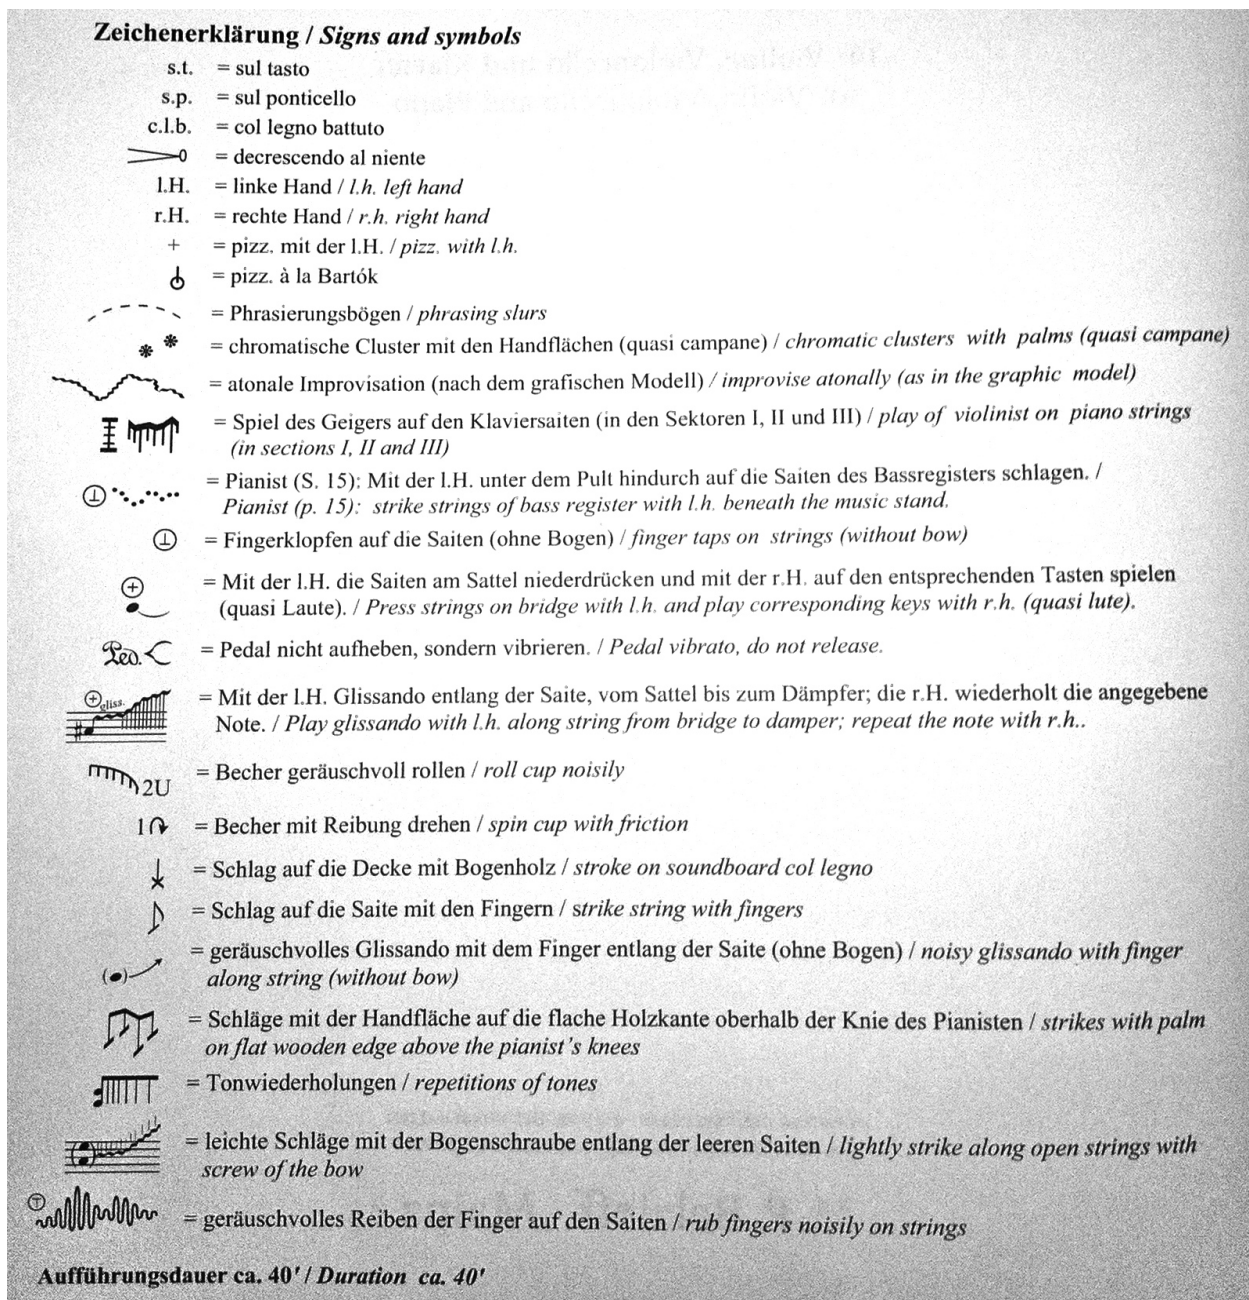 Zeichenerklärung / Signs and symbols
s.t. = sul tasto
s.p. = sul ponticello
c.l.b. = col legno battuto
= decrescendo al niente
l.H. = linke Hand / l.h. left hand
r.H. = rechte Hand / r.h. right hand
+ = pizz. mit der l.H. / pizz. with l.h.
= pizz. à la Bartók
= Phrasierungsbögen / phrasing slurs
= chromatische Cluster mit den Handflächen (quasi campane) / chromatic clusters with palms (quasi campane)
= atonale Improvisation (nach dem grafischen Modell) / improvise atonally (as in the graphic model)
= Spiel des Geigers auf den Klaviersaiten (in den Sektoren I, II und III) / play of violinist on piano strings
(in sections I, II and III)
= Pianist (S. 15): Mit der l.H. unter dem Pult hindurch auf die Saiten des Bassregisters schlagen. /
Pianist (p. 15): strike strings of bass register with l.h. beneath the music stand.
= Fingerklopfen auf die Saiten (ohne Bogen) / finger taps on strings (without bow)
= Mit der l.H. die Saiten am Sattel niederdrücken und mit der r.H. auf den entsprechenden Tasten spielen
(quasi Laute). / Press strings on bridge with l.h. and play corresponding keys with r.h. (quasi lute).
Ped. = Pedal nicht aufheben, sondern vibrieren. / Pedal vibrato, do not release.
gliss. = Mit der l.H. Glissando entlang der Saite, vom Sattel bis zum Dämpfer; die r.H. wiederholt die angegebene
Note. / Play glissando with l.h. along string from bridge to damper; repeat the note with r.h..
2U = Becher geräuschvoll rollen / roll cup noisily
1 = Becher mit Reibung drehen / spin cup with friction
= Schlag auf die Decke mit Bogenholz / stroke on soundboard col legno
= Schlag auf die Saite mit den Fingern / strike string with fingers
= geräuschvolles Glissando mit dem Finger entlang der Saite (ohne Bogen) / noisy glissando with finger
along string (without bow)
= Schläge mit der Handfläche auf die flache Holzkante oberhalb der Knie des Pianisten / strikes with palm
on flat wooden edge above the pianist's knees
= Tonwiederholungen / repetitions of tones
= leichte Schläge mit der Bogenschraube entlang der leeren Saiten / lightly strike along open strings with
screw of the bow
= geräuschvolles Reiben der Finger auf den Saiten / rub fingers noisily on strings
Aufführungsdauer ca. 40' / Duration ca. 40'